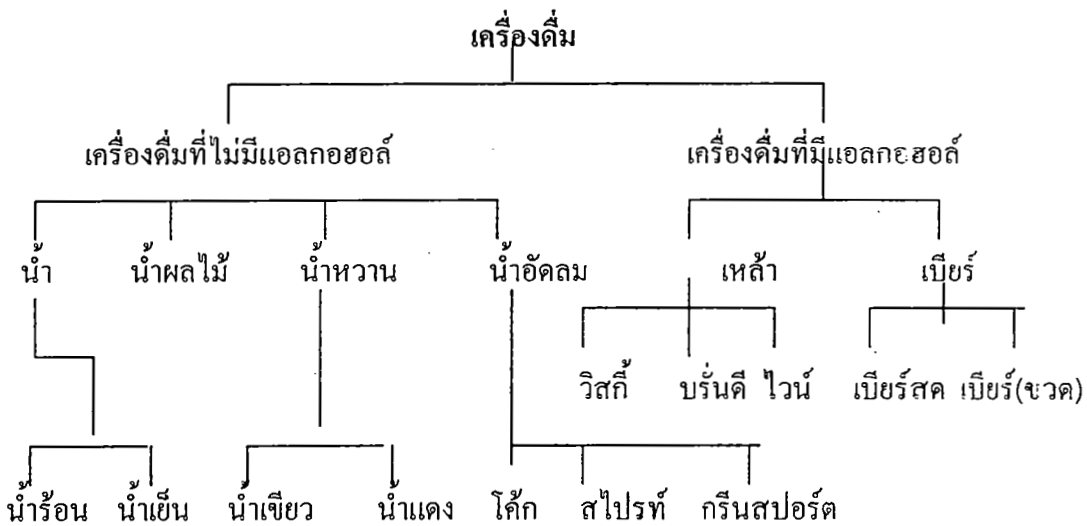 เครื่องดื่ม
เครื่องดื่มที่ไม่มีแอลกอฮอล์ เครื่องดื่มที่มีแอลกอฮอล์
น้ำ น้ำผลไม้ น้ำหวาน น้ำอัดลม เหล้า เบียร์
วิสกี้ บรั่นดี ไวน์ เบียร์สด เบียร์(ขวด)
น้ำร้อน น้ำเย็น น้ำเขียว น้ำแดง โค้ก สไปรท์ กรีนสปอร์ต